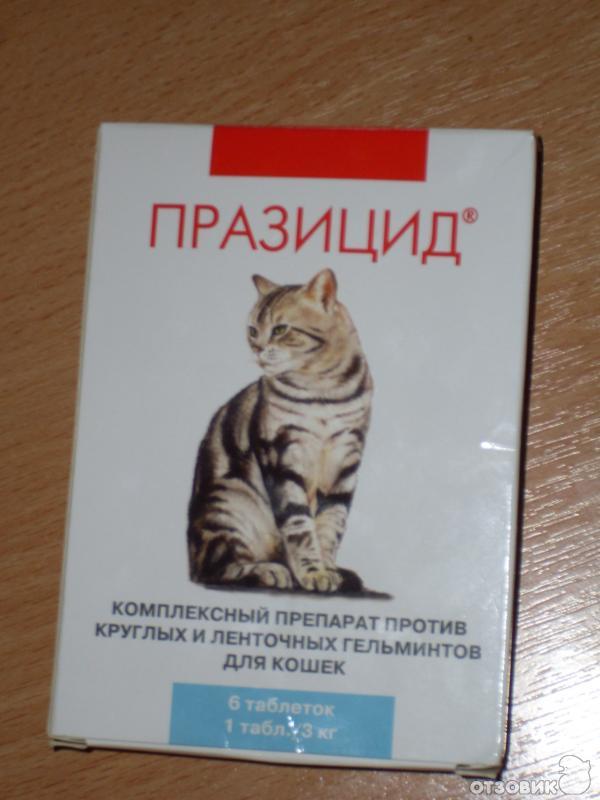 ПРАЗИЦИД®
КОМПЛЕКСНЫЙ ПРЕПАРАТ ПРОТИВ
КРУГЛЫХ И ЛЕНТОЧНЫХ ГЕЛЬМИНТОВ
ДЛЯ КОШЕК
6 таблеток
1 табл./3 кг
ОТЗОВИК